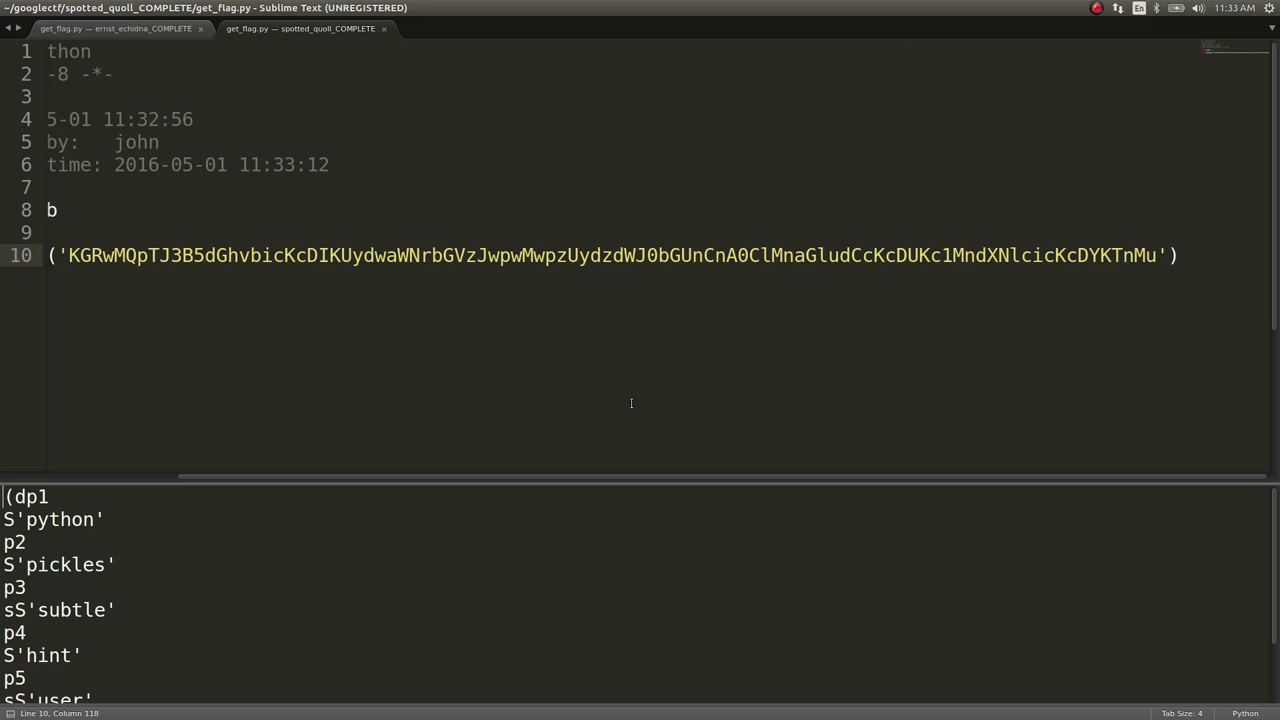 ~/googlectf/spotted_quoll_COMPLETE/get_flag.py - Sublime Text (UNREGISTERED)
En
11:33 AM
get_flag.py — ernst_echidna_COMPLETE ×
get_flag.py — spotted_quoll_COMPLETE ×
1 thon
2 -8 -*-
3
4 5-01 11:32:56
5 by:   john
6 time: 2016-05-01 11:33:12
7
8 b
9
10 ('KGRwMQpTJ3B5dGhvbicKcDIKUydwaWNrbGVzJwpwMwpzUydzdWJ0bGUnCnA0ClMnaGludCcKcDUKc1MndXNlcicKcDYKTnMu')
(dp1
S'python'
p2
S'pickles'
p3
sS'subtle'
p4
S'hint'
p5
sS'user'
Line 10, Column 118
Tab Size: 4
Python